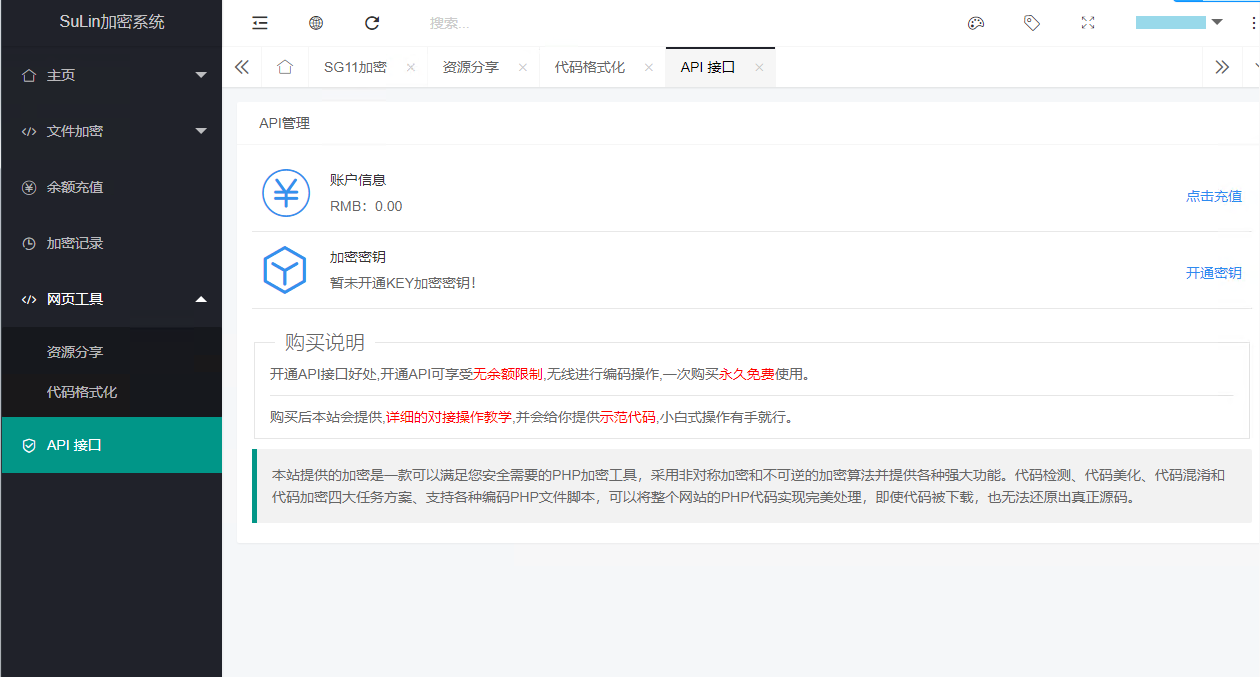 SuLin加密系统
主页
文件加密
余额充值
加密记录
网页工具
资源分享
代码格式化
API 接口
搜索...
SG11加密
资源分享
代码格式化
API 接口
API管理
账户信息
RMB：0.00
点击充值
加密密钥
暂未开通KEY加密密钥！
开通密钥
购买说明
开通API接口好处,开通API可享受无余额限制,无线进行编码操作,一次购买永久免费使用。
购买后本站会提供,详细的对接操作教学,并会给你提供示范代码,小白式操作有手就行。
本站提供的加密是一款可以满足您安全需要的PHP加密工具，采用非对称加密和不可逆的加密算法并提供各种强大功能。代码检测、代码美化、代码混淆和
代码加密四大任务方案、支持各种编码PHP文件脚本，可以将整个网站的PHP代码实现完美处理，即使代码被下载，也无法还原出真正源码。